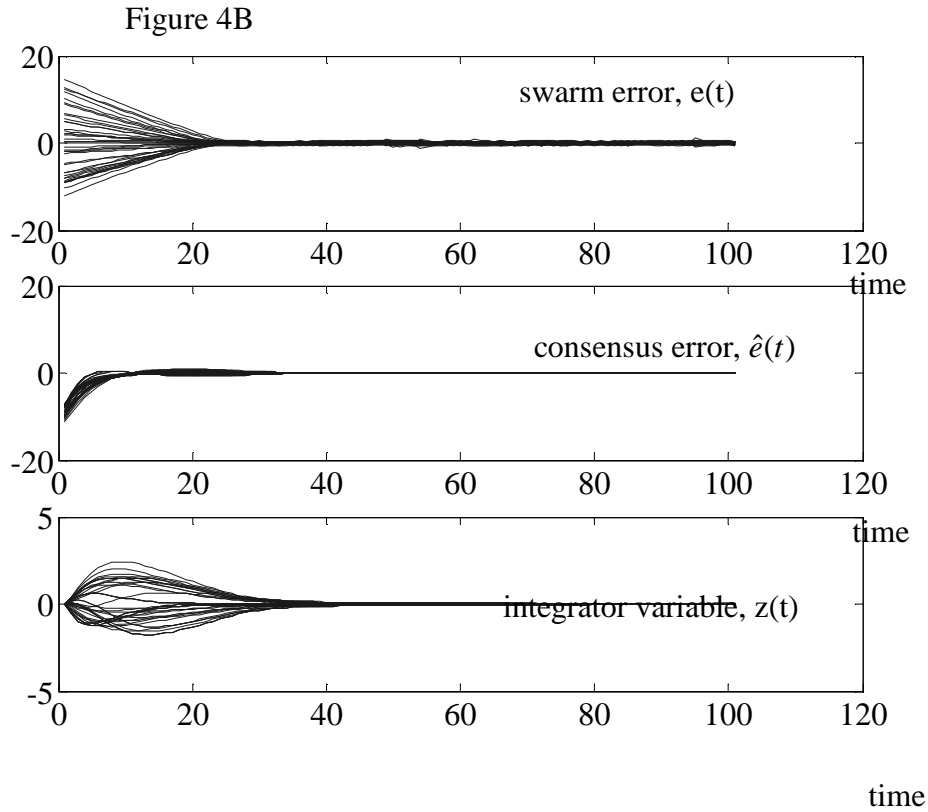 Figure 4B
20
swarm error, e(t)
0
-20
0 20 40 60 80 100 120
time
20
consensus error, ê(t)
0
-20
0 20 40 60 80 100 120
time
5
0
integrator variable, z(t)
-5
0 20 40 60 80 100 120
time